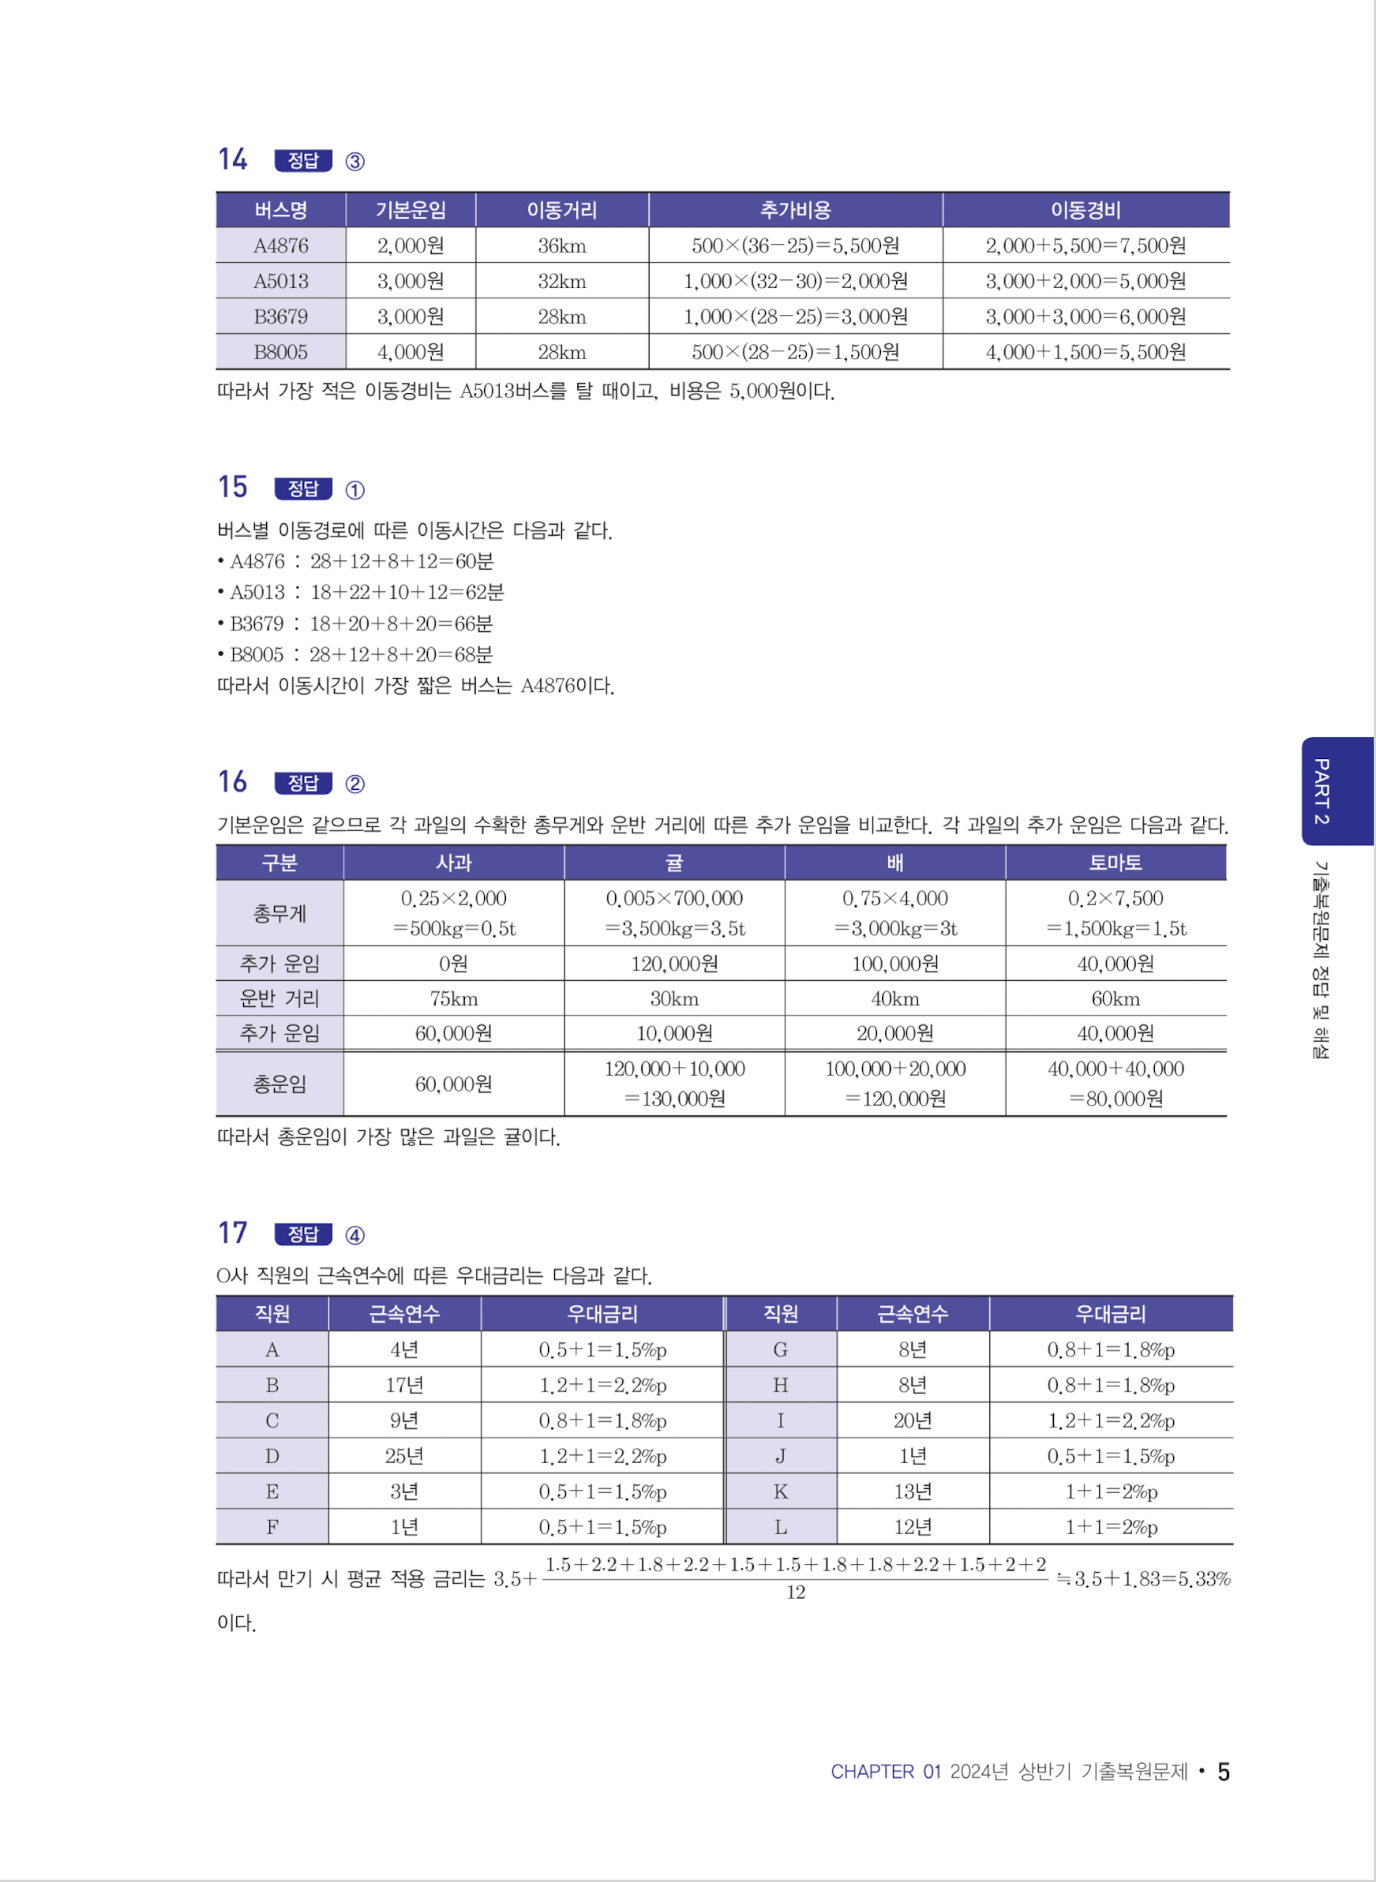 14 정답 ③
버스명 기본운임 이동거리 추가비용 이동경비
A4876 2,000원 36km 500×(36-25)=5,500원 2,000+5,500=7,500원
A5013 3,000원 32km 1,000×(32-30)=2,000원 3,000+2,000=5,000원
B3679 3,000원 28km 1,000×(28-25)=3,000원 3,000+3,000=6,000원
B8005 4,000원 28km 500×(28-25)=1,500원 4,000+1,500=5,500원
따라서 가장 적은 이동경비는 A5013버스를 탈 때이고, 비용은 5,000원이다.
15 정답 ①
버스별 이동경로에 따른 이동시간은 다음과 같다.
• A4876 : 28+12+8+12=60분
• A5013 : 18+22+10+12=62분
• B3679 : 18+20+8+20=66분
• B8005 : 28+12+8+20=68분
따라서 이동시간이 가장 짧은 버스는 A4876이다.
16 정답 ②
기본운임은 같으므로 각 과일의 수확한 총무게와 운반 거리에 따른 추가 운임을 비교한다. 각 과일의 추가 운임은 다음과 같다.
구분 사과 귤 배 토마토
총무게 0.25×2,000 0.005×700,000 0.75×4,000 0.2×7,500
=500kg=0.5t =3,500kg=3.5t =3,000kg=3t =1,500kg=1.5t
추가 운임 0원 120,000원 100,000원 40,000원
운반 거리 75km 30km 40km 60km
추가 운임 60,000원 10,000원 20,000원 40,000원
총운임 60,000원 120,000+10,000 100,000+20,000 40,000+40,000
=130,000원 =120,000원 =80,000원
따라서 총운임이 가장 많은 과일은 귤이다.
17 정답 ④
O사 직원의 근속연수에 따른 우대금리는 다음과 같다.
직원 근속연수 우대금리 직원 근속연수 우대금리
A 4년 0.5+1=1.5%p G 8년 0.8+1=1.8%p
B 17년 1.2+1=2.2%p H 8년 0.8+1=1.8%p
C 9년 0.8+1=1.8%p I 20년 1.2+1=2.2%p
D 25년 1.2+1=2.2%p J 1년 0.5+1=1.5%p
E 3년 0.5+1=1.5%p K 13년 1+1=2%p
F 1년 0.5+1=1.5%p L 12년 1+1=2%p
따라서 만기 시 평균 적용 금리는 3.5+ 1.5+2.2+1.8+2.2+1.5+1.5+1.8+1.8+2.2+1.5+2+2 / 12 ≒3.5+1.83=5.33%
이다.
PART 2
기출복원문제 정답 및 해설
CHAPTER 01 2024년 상반기 기출복원문제 • 5